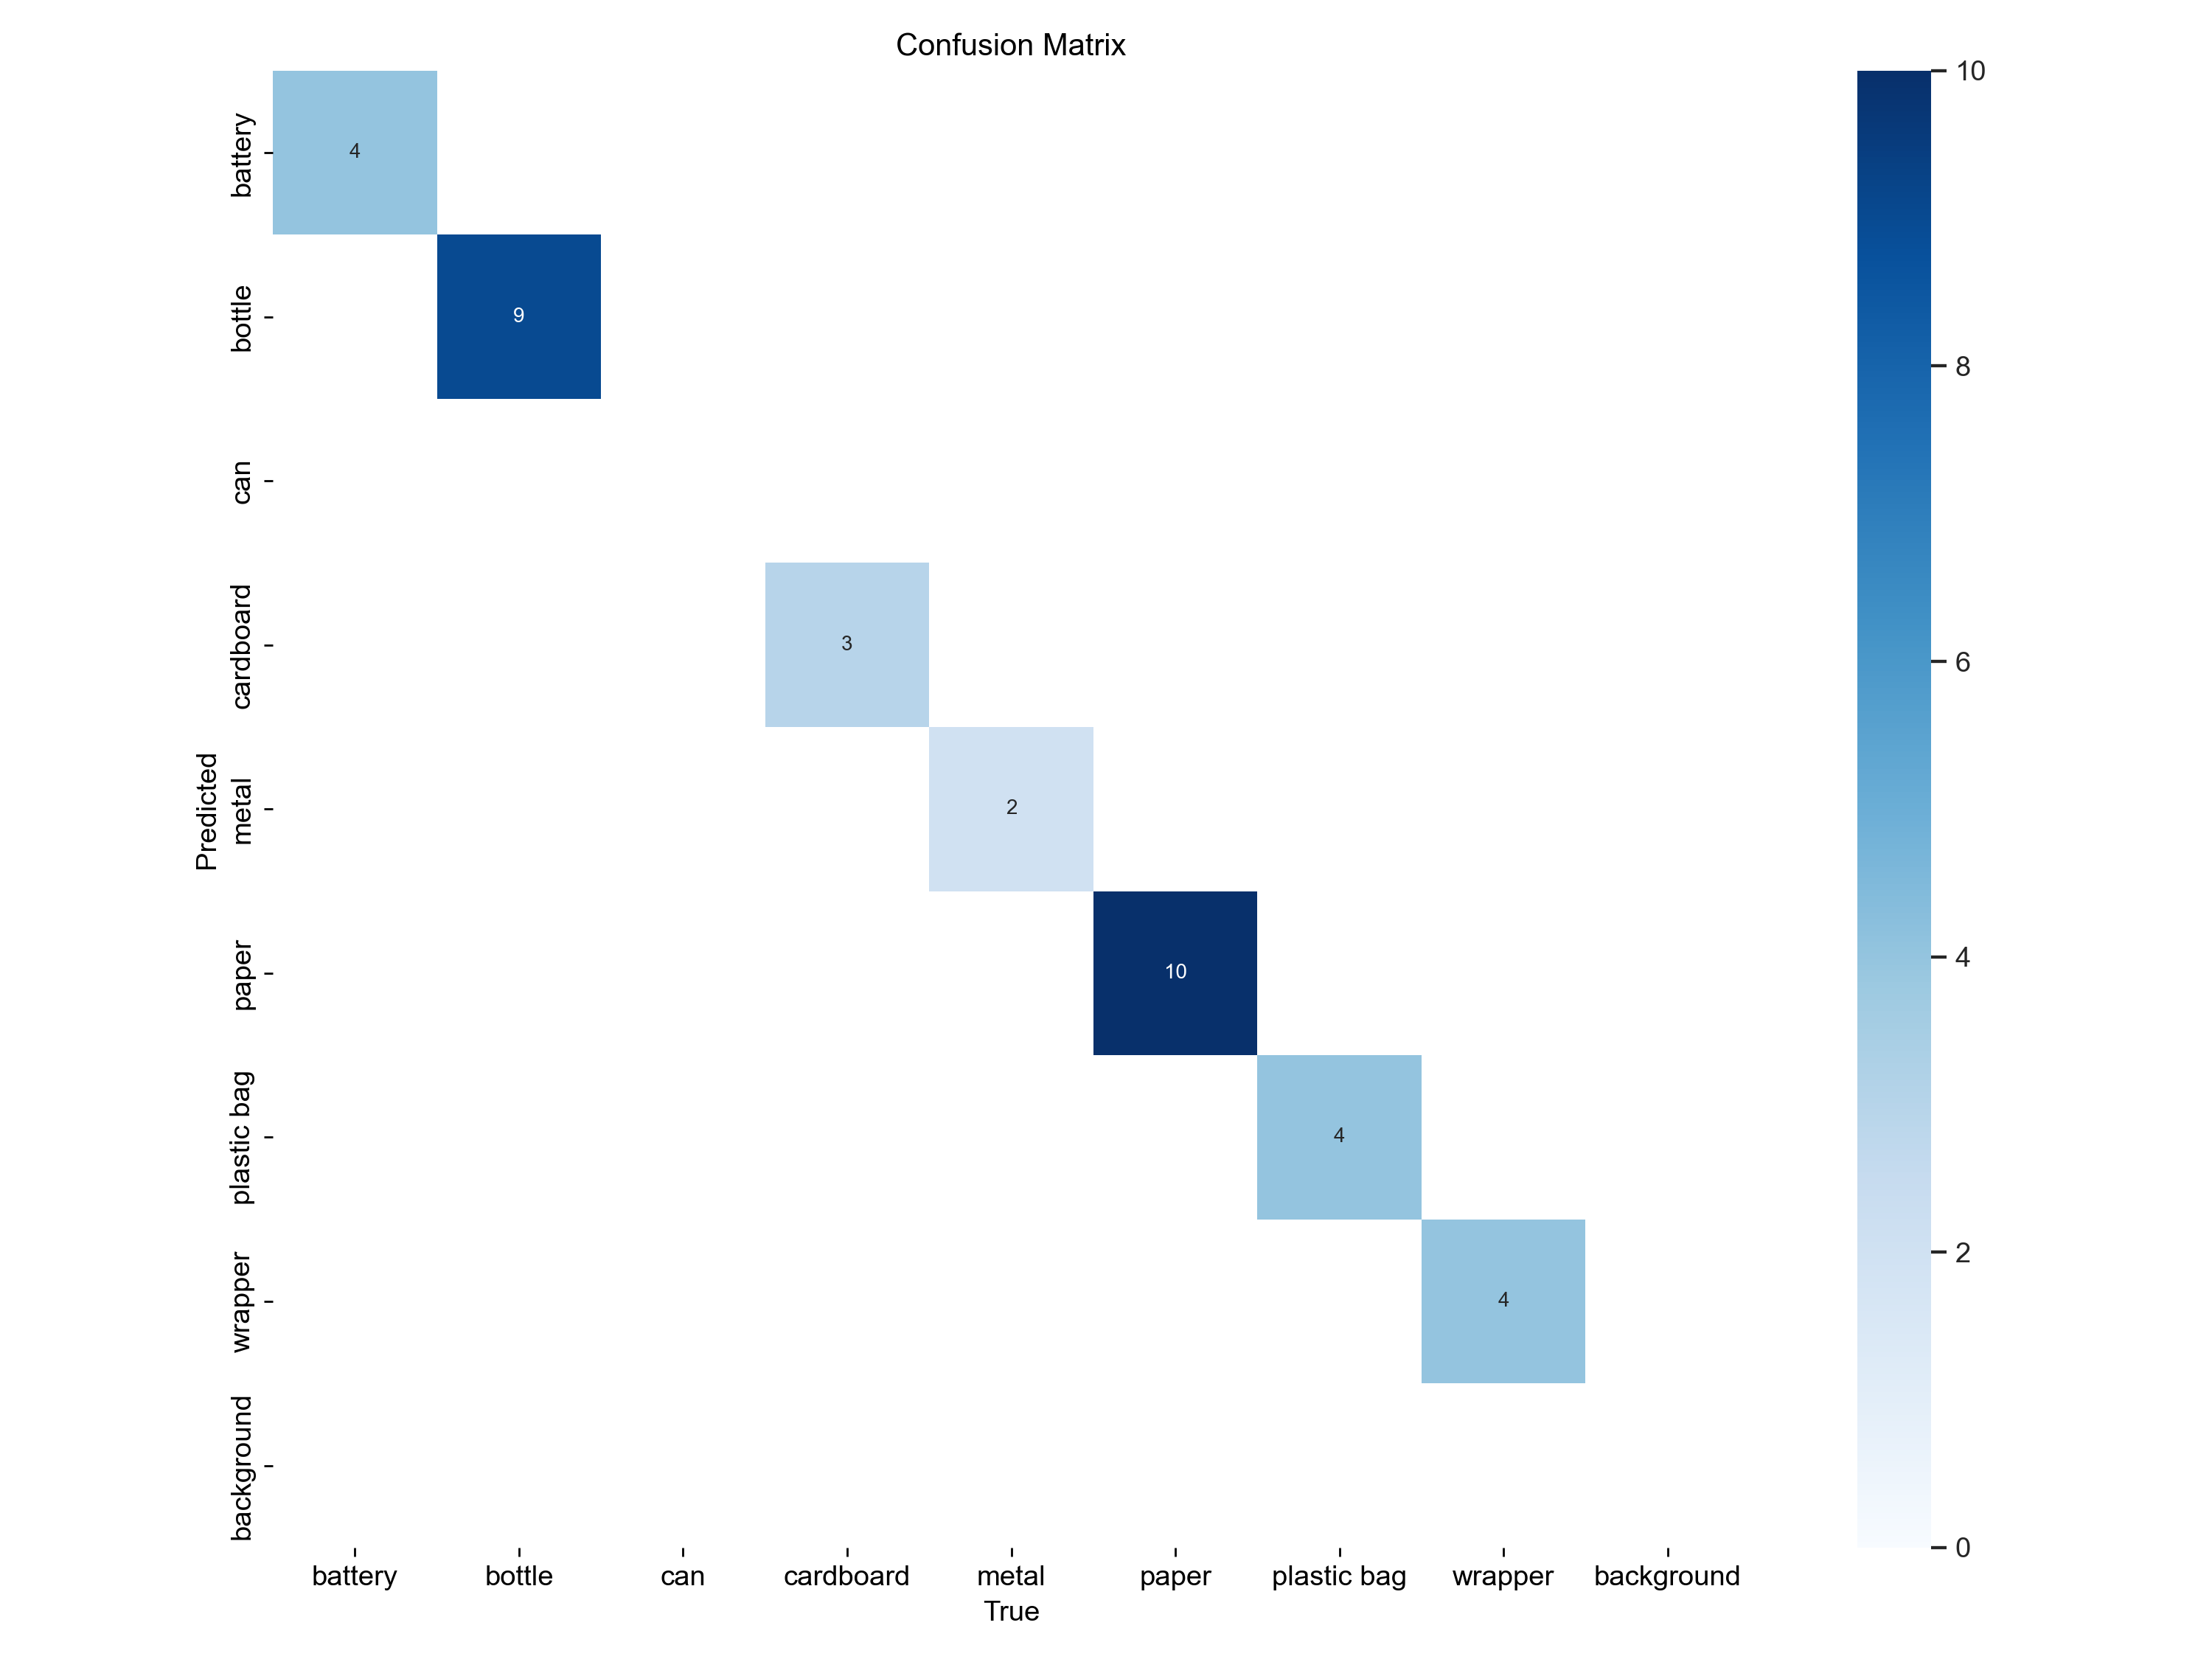 Confusion Matrix
battery
bottle
can
cardboard
metal
paper
plastic bag
wrapper
background
Predicted
4
9
3
2
10
4
4
battery bottle can cardboard metal paper plastic bag wrapper background
True
10
8
6
4
2
0